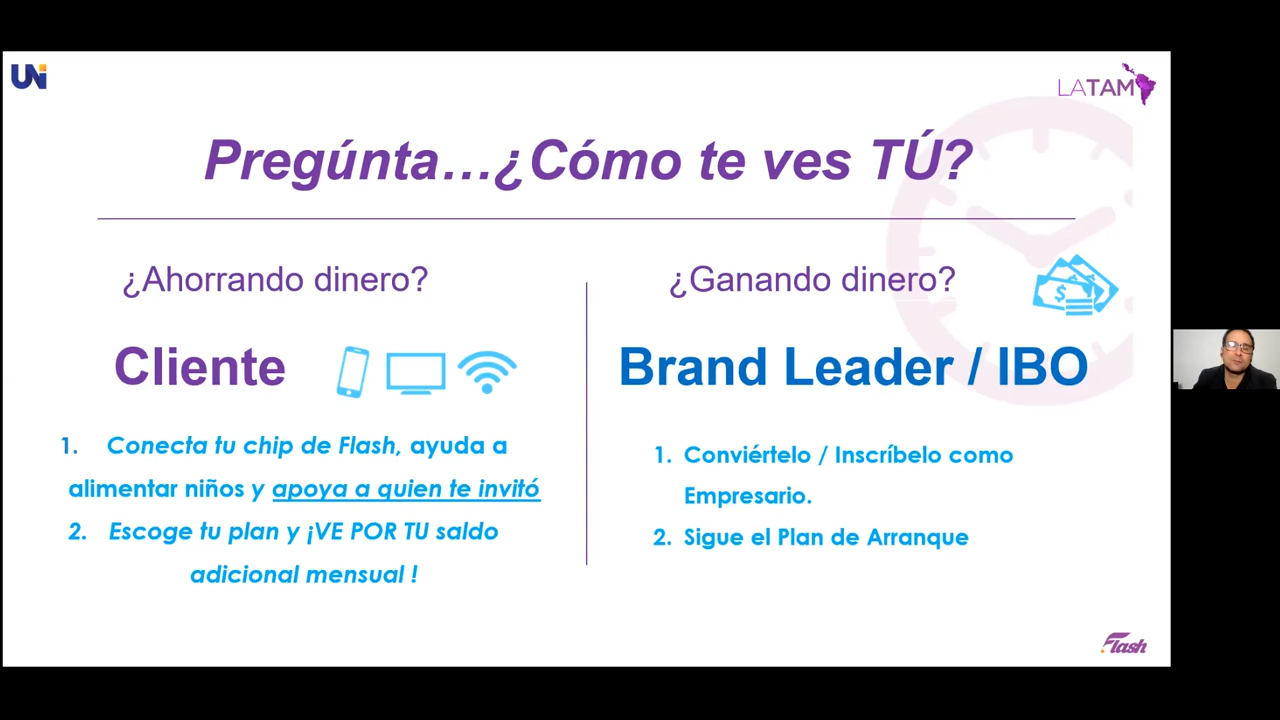 UN
LATAM
Pregúnta...¿Cómo te ves TÚ?
¿Ahorrando dinero?
Cliente
1. Conecta tu chip de Flash, ayuda a
alimentar niños y apoya a quien te invitó
2. Escoge tu plan y ¡VE POR TU saldo
adicional mensual !
¿Ganando dinero?
$
Brand Leader / IBO
1. Conviértelo / Inscríbelo como
Empresario.
2. Sigue el Plan de Arranque
Flash